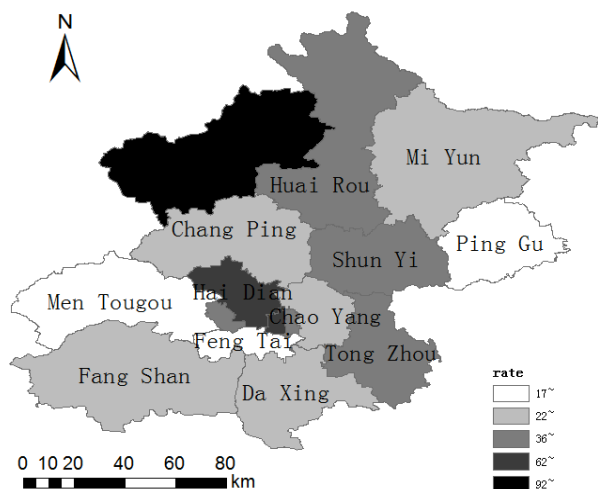 N
Mi Yun
Huai Rou
Chang Ping
Ping Gu
Shun Yi
Hai Dian
Men Tougou
Chao Yang
Feng Tai
Tong Zhou
Fang Shan
Da Xing
rate
17~
22~
36~
62~
92~
0 10 20 40 60 80
km